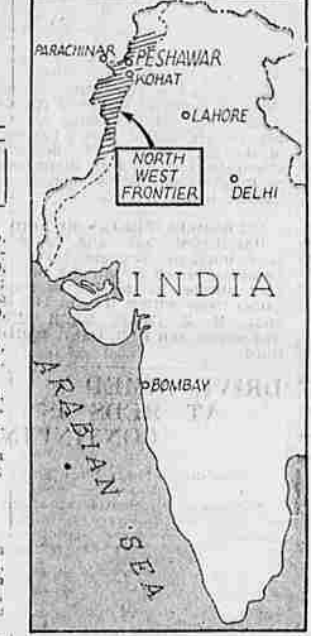 PARACHINAR
PESHAWAR
KOHAT
LAHORE
NORTH
WEST
FRONTIER
DELHI
INDIA
BOMBAY
ARABIAN SEA